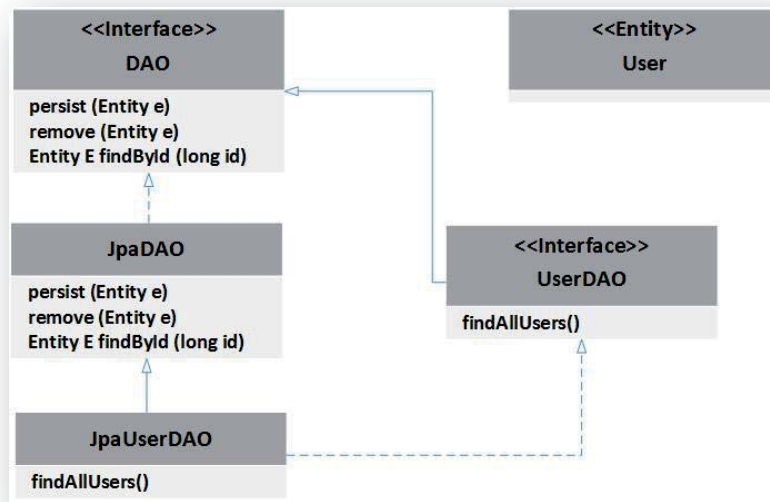 <<Interface>>
DAO
persist (Entity e)
remove (Entity e)
Entity E findById (long id)
<<Entity>>
User
JpaDAO
persist (Entity e)
remove (Entity e)
Entity E findById (long id)
<<Interface>>
UserDAO
findAllUsers()
JpaUserDAO
findAllUsers()